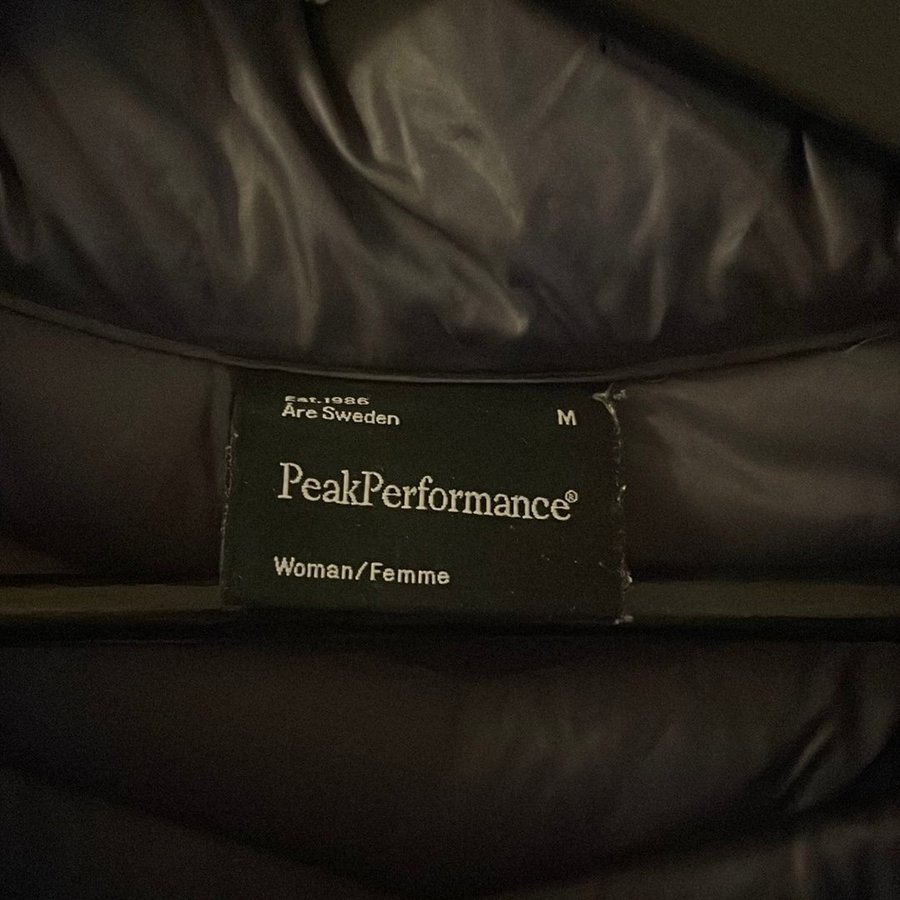 Est.1986
Åre Sweden
M
PeakPerformance®
Woman/Femme